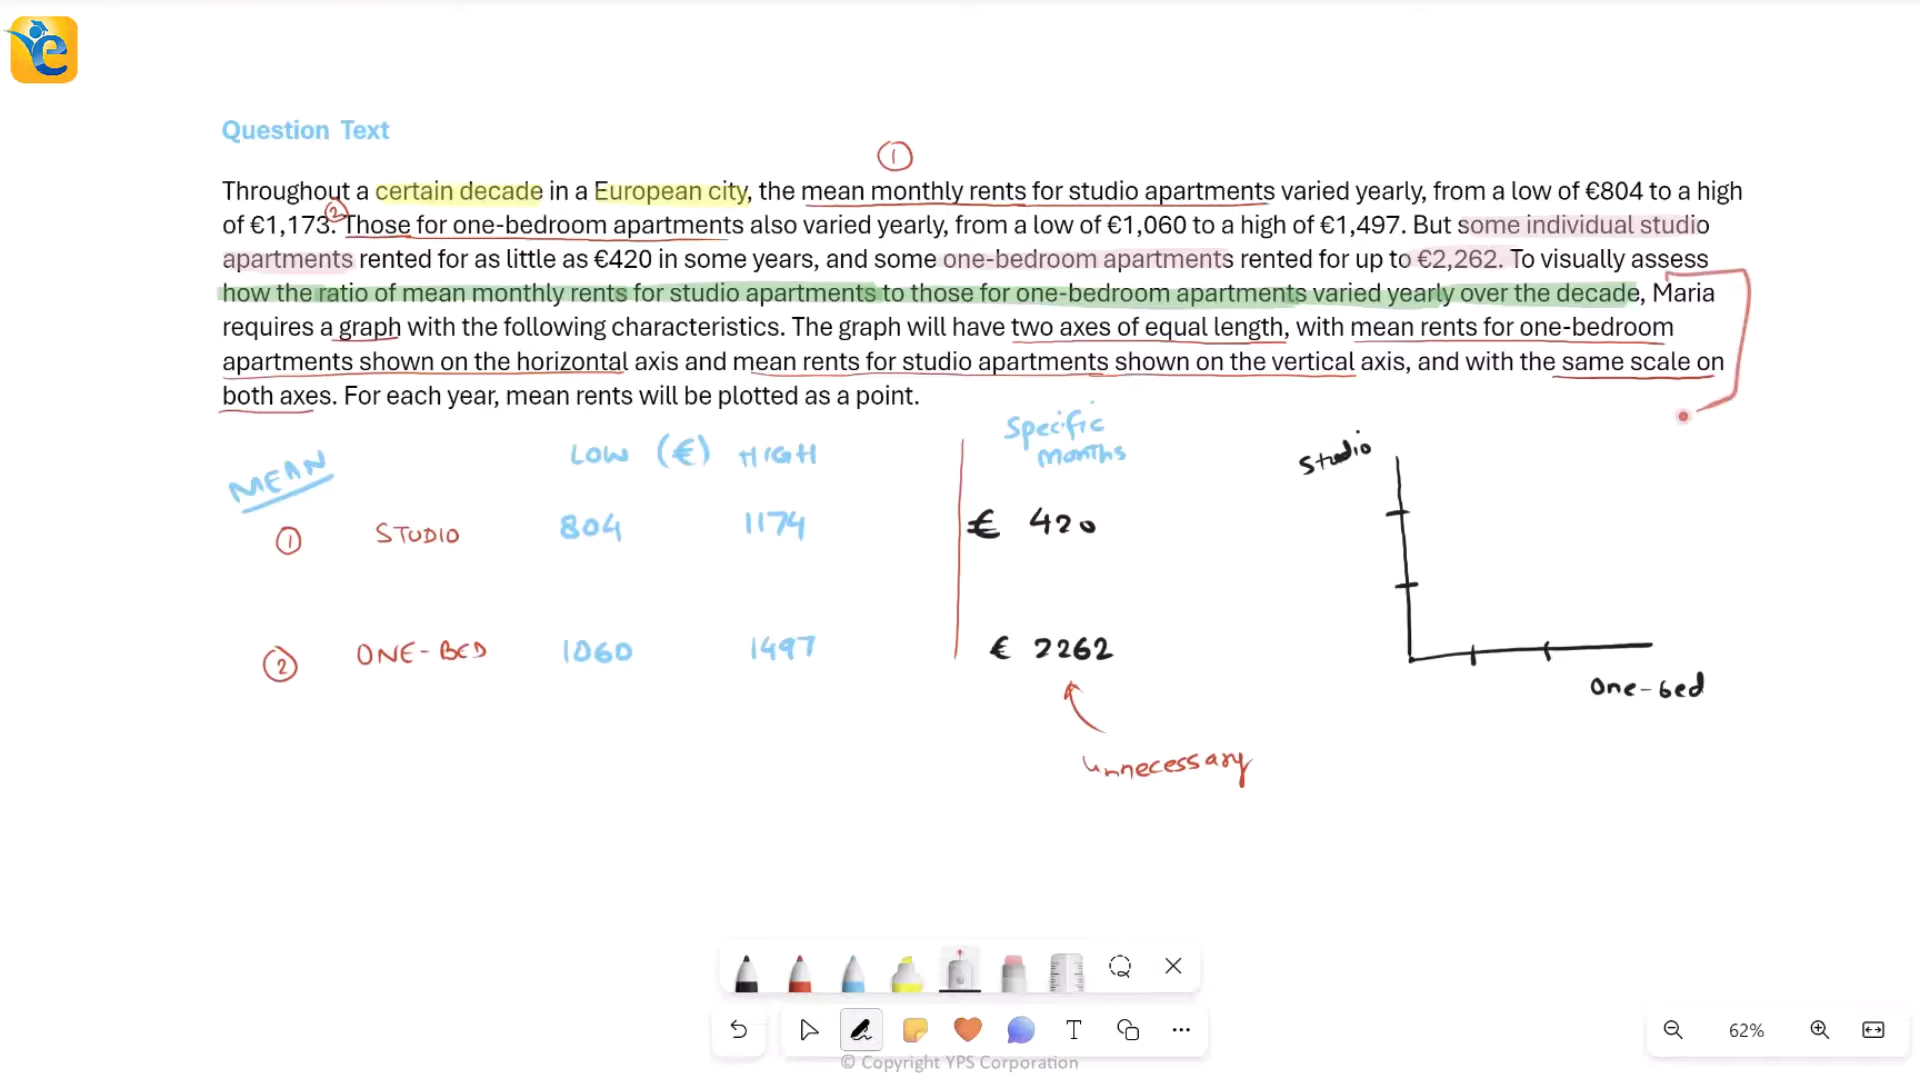 Question Text
①
Throughout a certain decade in a European city, the mean monthly rents for studio apartments varied yearly, from a low of €804 to a high
②
of €1,173. Those for one-bedroom apartments also varied yearly, from a low of €1,060 to a high of €1,497. But some individual studio
apartments rented for as little as €420 in some years, and some one-bedroom apartments rented for up to €2,262. To visually assess
how the ratio of mean monthly rents for studio apartments to those for one-bedroom apartments varied yearly over the decade, Maria
requires a graph with the following characteristics. The graph will have two axes of equal length, with mean rents for one-bedroom
apartments shown on the horizontal axis and mean rents for studio apartments shown on the vertical axis, and with the same scale on
both axes. For each year, mean rents will be plotted as a point.
MEAN
LOW (€) HIGH
Specific
months
Studio
① STUDIO 804 1174 € 420
② ONE-BED 1060 1497 € 2262
One-bed
unnecessary
T
62%
© Copyright YPS Corporation